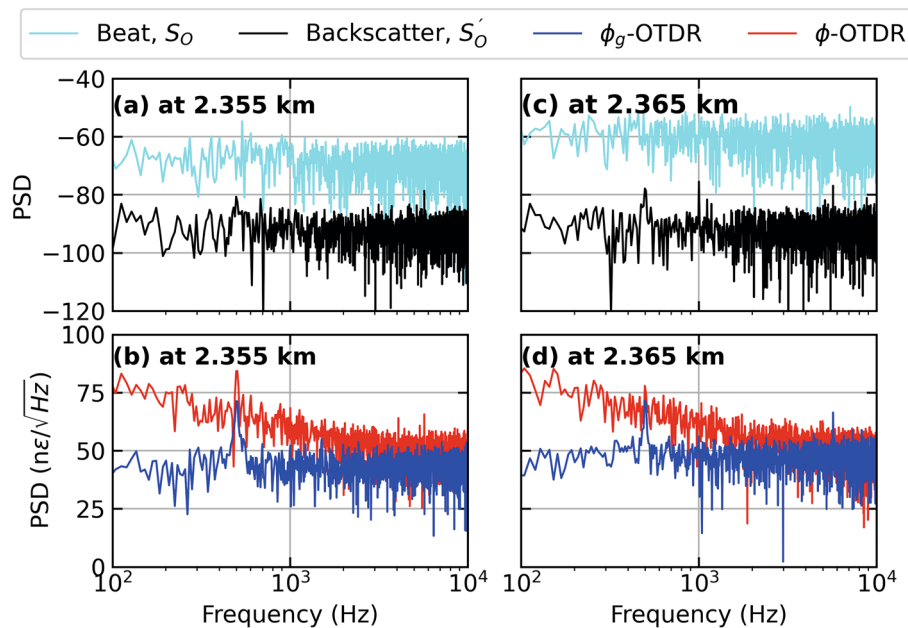 Beat, S_O Backscatter, S_O^′ ϕ_g-OTDR ϕ-OTDR
−40
(a) at 2.355 km (c) at 2.365 km
−60
−80
−100
−120
PSD
100
(b) at 2.355 km (d) at 2.365 km
75
50
25
0
PSD (nε/√Hz)
10^2 10^3 10^4 10^2 10^3 10^4
Frequency (Hz) Frequency (Hz)